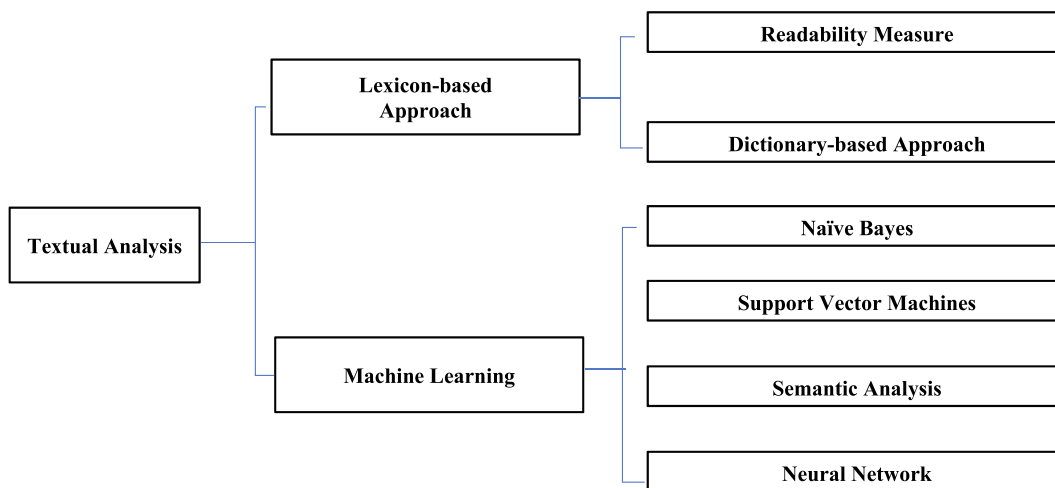 Readability Measure
Lexicon-based
Approach
Dictionary-based Approach
Textual Analysis
Naïve Bayes
Support Vector Machines
Machine Learning
Semantic Analysis
Neural Network